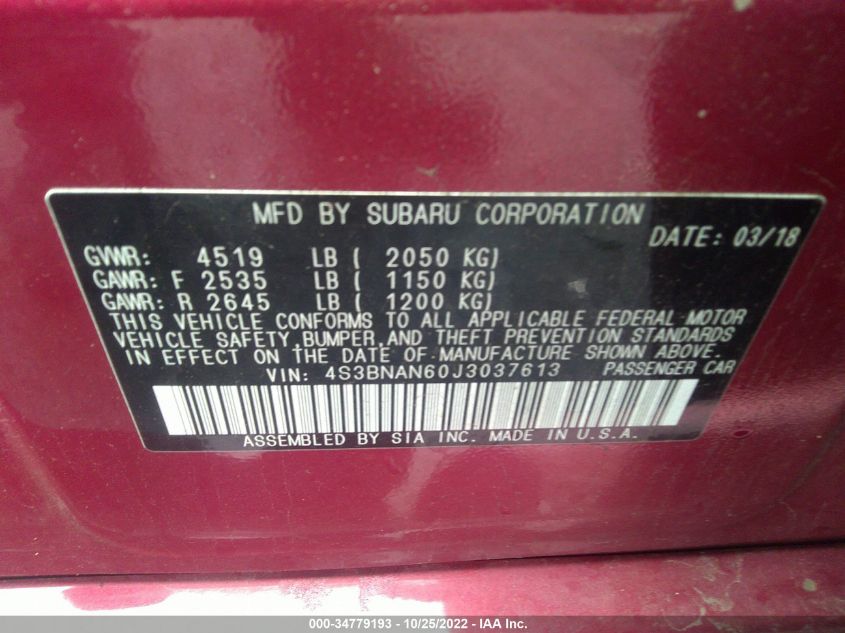 MFD BY SUBARU CORPORATION
DATE: 03/18
GVWR: 4519 LB ( 2050 KG)
GAWR: F 2535 LB ( 1150 KG)
GAWR: R 2645 LB ( 1200 KG)
THIS VEHICLE CONFORMS TO ALL APPLICABLE FEDERAL MOTOR
VEHICLE SAFETY,BUMPER,AND THEFT PREVENTION STANDARDS
IN EFFECT ON THE DATE OF MANUFACTURE SHOWN ABOVE.
VIN: 4S3BNAN60J3037613 PASSENGER CAR
ASSEMBLED BY SIA INC. MADE IN U.S.A.
000-34779193 - 10/25/2022 - IAA Inc.